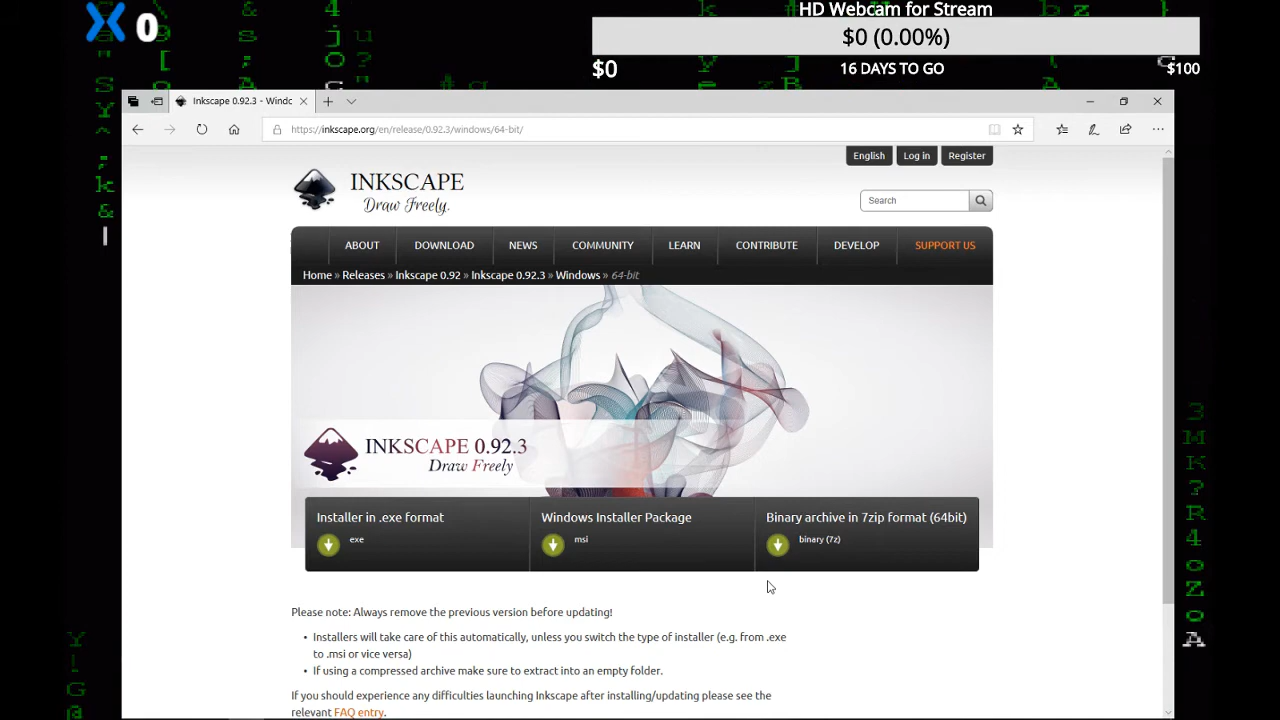 0
HD Webcam for Stream
$0 (0.00%)
$0
16 DAYS TO GO
$100
Inkscape 0.92.3 - Windc
https://inkscape.org/en/release/0.92.3/windows/64-bit/
English
Log in
Register
INKSCAPE
Draw Freely.
Search
ABOUT
DOWNLOAD
NEWS
COMMUNITY
LEARN
CONTRIBUTE
DEVELOP
SUPPORT US
Home » Releases » Inkscape 0.92 » Inkscape 0.92.3 » Windows » 64-bit
INKSCAPE 0.92.3
Draw Freely
Installer in .exe format
exe
Windows Installer Package
msi
Binary archive in 7zip format (64bit)
binary (7z)
Please note: Always remove the previous version before updating!
• Installers will take care of this automatically, unless you switch the type of installer (e.g. from .exe
to .msi or vice versa)
• If using a compressed archive make sure to extract into an empty folder.
If you should experience any difficulties launching Inkscape after installing/updating please see the
relevant FAQ entry.